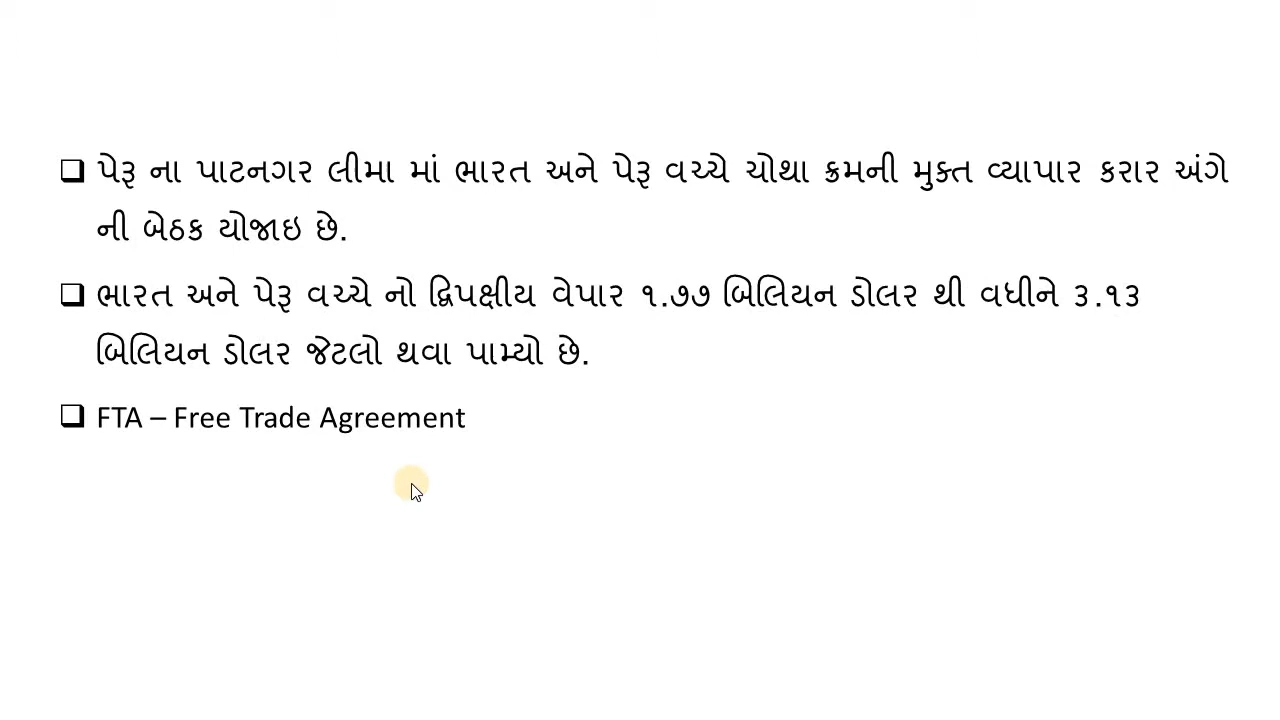 પેરૂ ના પાટનગર લીમા માં ભારત અને પેરૂ વચ્ચે ચોથા ક્રમની મુક્ત વ્યાપાર કરાર અંગે
ની બેઠક યોજાઇ છે.
ભારત અને પેરૂ વચ્ચે નો દ્વિપક્ષીય વેપાર ૧.૭૭ બિલિયન ડોલર થી વધીને ૩.૧૩
બિલિયન ડોલર જેટલો થવા પામ્યો છે.
FTA – Free Trade Agreement